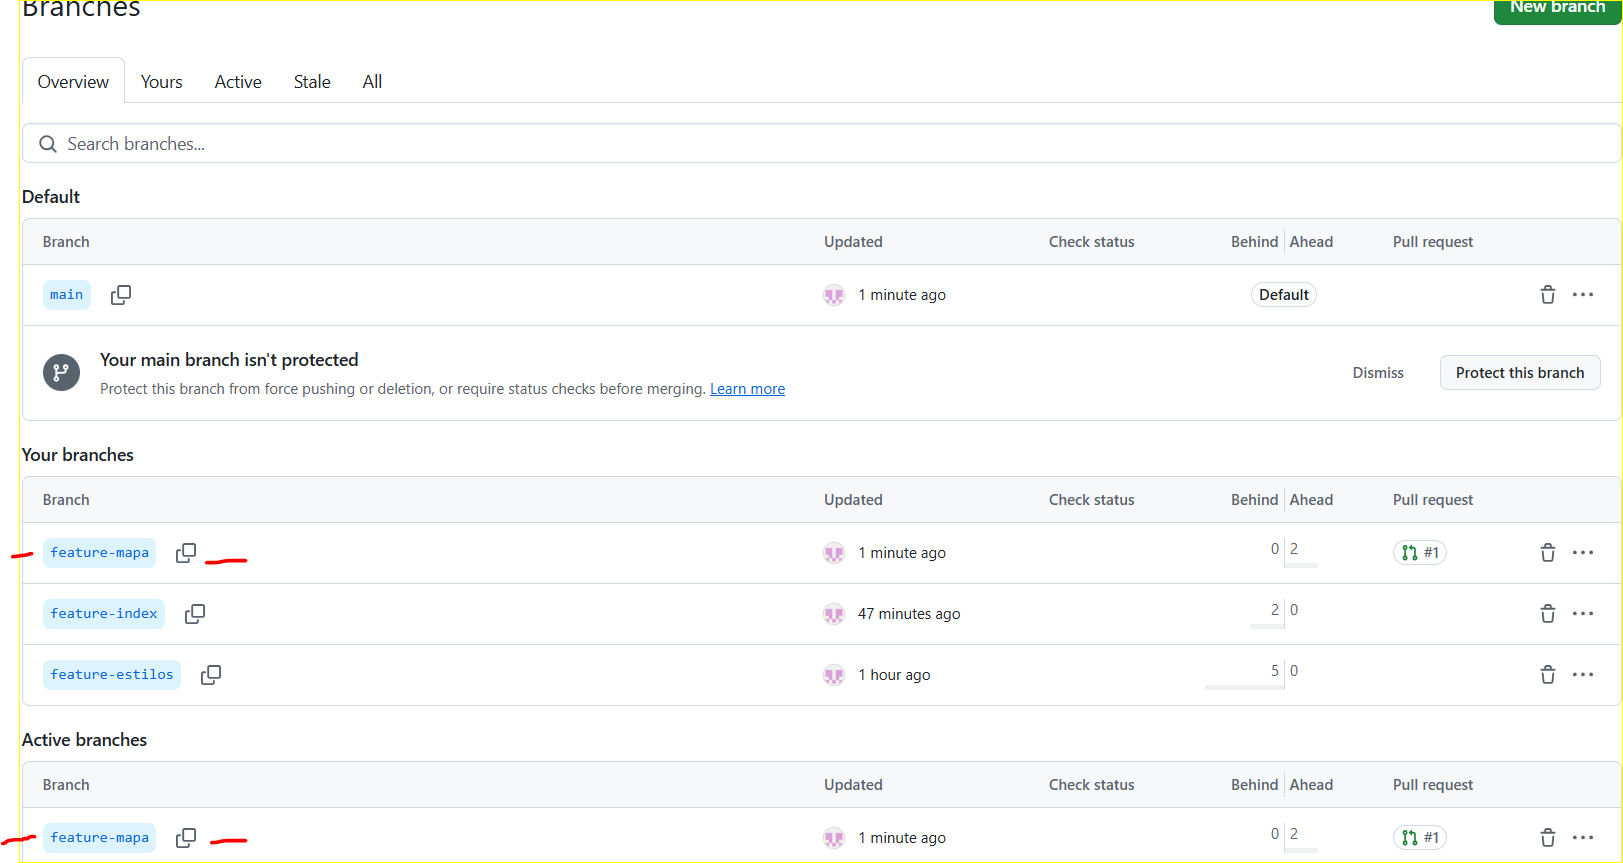 Branches
New branch
Overview Yours Active Stale All
Search branches...
Default
Branch Updated Check status Behind Ahead Pull request
main 1 minute ago Default
Your main branch isn't protected
Protect this branch from force pushing or deletion, or require status checks before merging. Learn more
Dismiss Protect this branch
Your branches
Branch Updated Check status Behind Ahead Pull request
feature-mapa 1 minute ago 0 2 #1
feature-index 47 minutes ago 2 0
feature-estilos 1 hour ago 5 0
Active branches
Branch Updated Check status Behind Ahead Pull request
feature-mapa 1 minute ago 0 2 #1